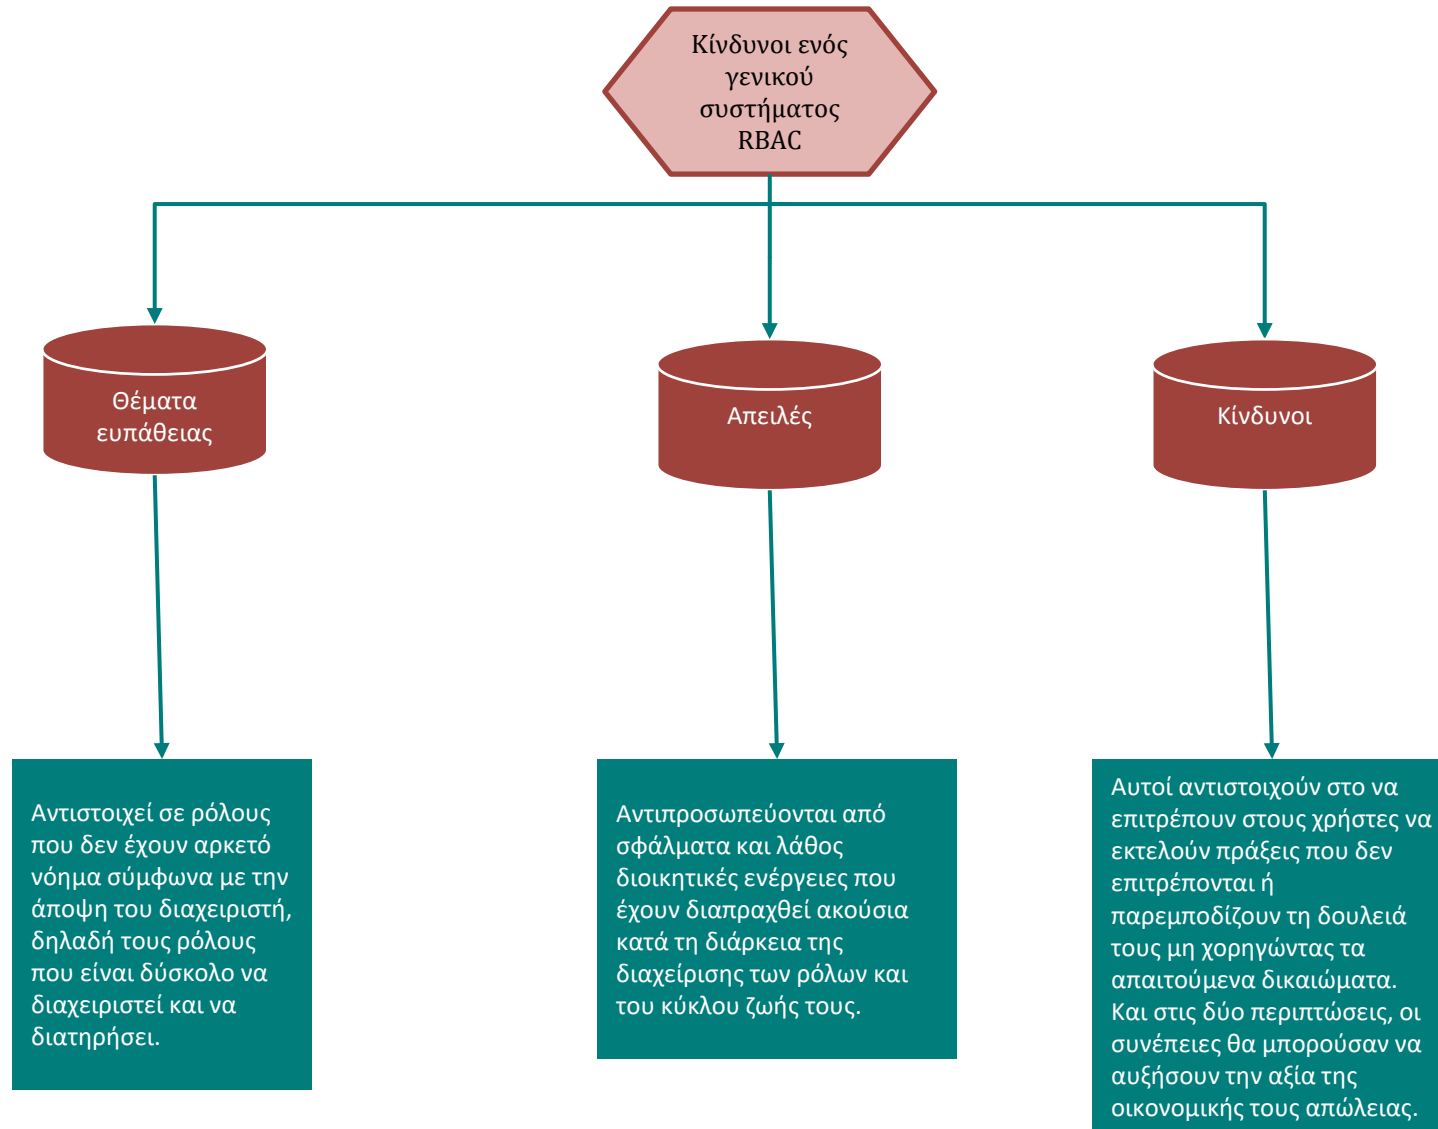 Κίνδυνοι ενός
γενικού
συστήματος
RBAC
Θέματα
ευπάθειας
Απειλές
Κίνδυνοι
Αντιστοιχεί σε ρόλους
που δεν έχουν αρκετό
νόημα σύμφωνα με την
άποψη του διαχειριστή,
δηλαδή τους ρόλους
που είναι δύσκολο να
διαχειριστεί και να
διατηρήσει.
Αντιπροσωπεύονται από
σφάλματα και λάθος
διοικητικές ενέργειες που
έχουν διαπραχθεί ακούσια
κατά τη διάρκεια της
διαχείρισης των ρόλων και
του κύκλου ζωής τους.
Αυτοί αντιστοιχούν στο να
επιτρέπουν στους χρήστες να
εκτελούν πράξεις που δεν
επιτρέπονται ή
παρεμποδίζουν τη δουλειά
τους μη χορηγώντας τα
απαιτούμενα δικαιώματα.
Και στις δύο περιπτώσεις, οι
συνέπειες θα μπορούσαν να
αυξήσουν την αξία της
οικονομικής τους απώλειας.